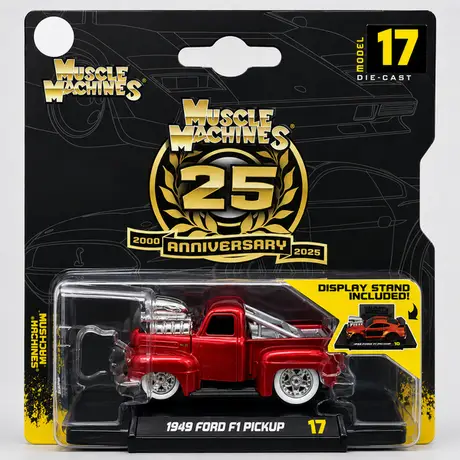 MUSCLE
MACHINES®
MODEL
17
DIE-CAST
MUSCLE
MACHINES®
25
2000 ANNIVERSARY 2025
DISPLAY STAND
INCLUDED!
MUSCLE
MACHINES
1949 FORD F1 PICKUP 17